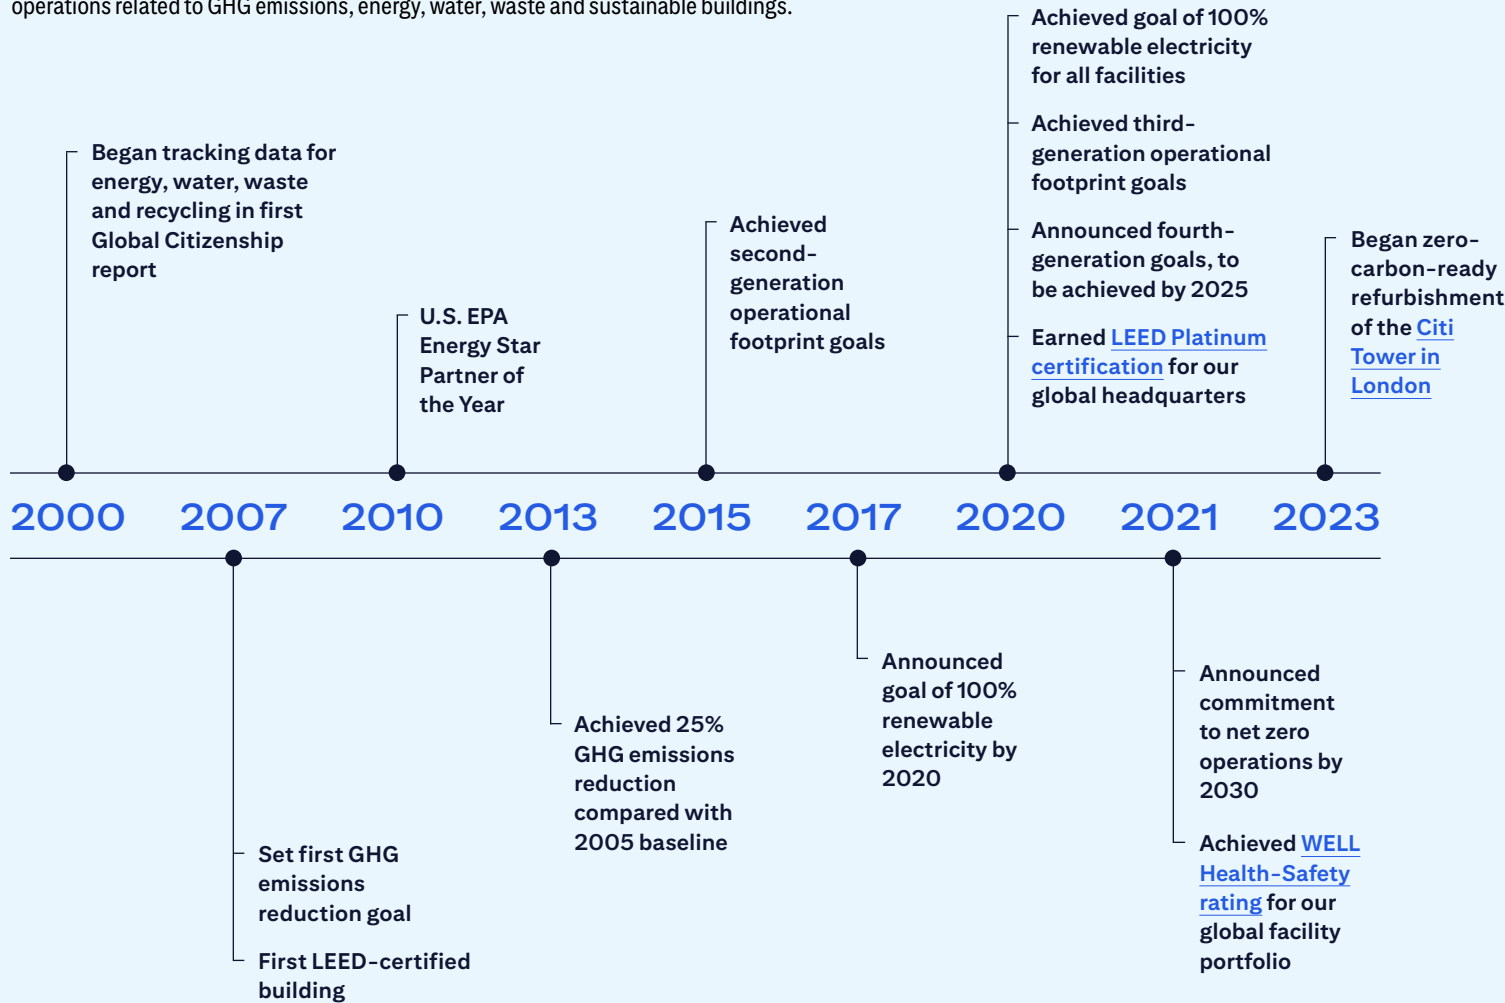 operations related to GHG emissions, energy, water, waste and sustainable buildings.
Began tracking data for
energy, water, waste
and recycling in first
Global Citizenship
report
U.S. EPA
Energy Star
Partner of
the Year
Achieved
second-
generation
operational
footprint goals
Achieved goal of 100%
renewable electricity
for all facilities
Achieved third-
generation operational
footprint goals
Announced fourth-
generation goals, to
be achieved by 2025
Earned LEED Platinum
certification for our
global headquarters
Began zero-
carbon-ready
refurbishment
of the Citi
Tower in
London
2000 2007 2010 2013 2015 2017 2020 2021 2023
Set first GHG
emissions
reduction goal
First LEED-certified
building
Achieved 25%
GHG emissions
reduction
compared with
2005 baseline
Announced
goal of 100%
renewable
electricity by
2020
Announced
commitment
to net zero
operations by
2030
Achieved WELL
Health-Safety
rating for our
global facility
portfolio